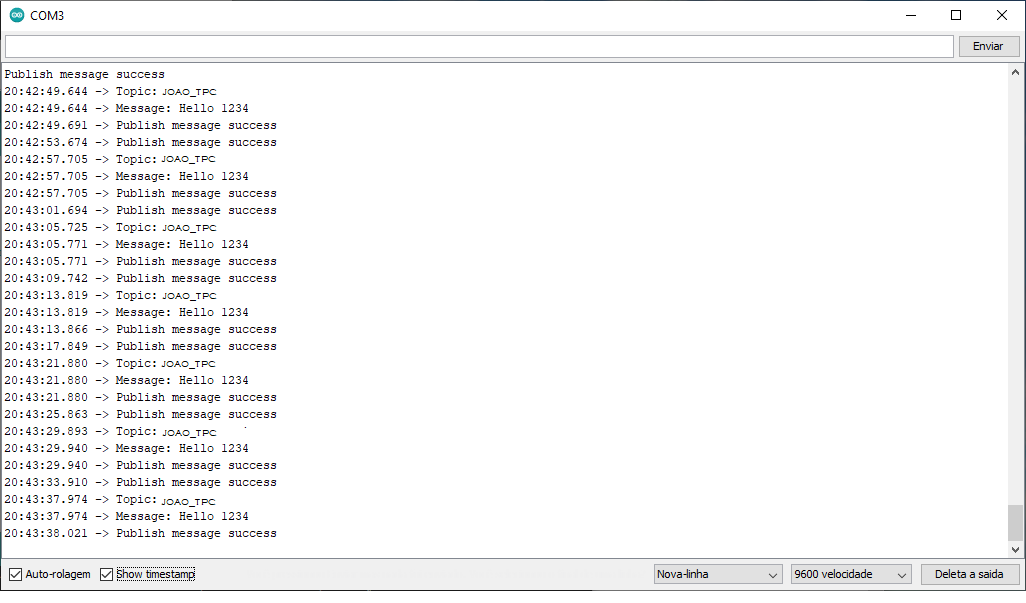 COM3
Enviar
Publish message success
20:42:49.644 -> Topic: JOAO_TPC
20:42:49.644 -> Message: Hello 1234
20:42:49.691 -> Publish message success
20:42:53.674 -> Publish message success
20:42:57.705 -> Topic: JOAO_TPC
20:42:57.705 -> Message: Hello 1234
20:42:57.705 -> Publish message success
20:43:01.694 -> Publish message success
20:43:05.725 -> Topic: JOAO_TPC
20:43:05.771 -> Message: Hello 1234
20:43:05.771 -> Publish message success
20:43:09.742 -> Publish message success
20:43:13.819 -> Topic: JOAO_TPC
20:43:13.819 -> Message: Hello 1234
20:43:13.866 -> Publish message success
20:43:17.849 -> Publish message success
20:43:21.880 -> Topic: JOAO_TPC
20:43:21.880 -> Message: Hello 1234
20:43:21.880 -> Publish message success
20:43:25.863 -> Publish message success
20:43:29.893 -> Topic: JOAO_TPC
20:43:29.940 -> Message: Hello 1234
20:43:29.940 -> Publish message success
20:43:33.910 -> Publish message success
20:43:37.974 -> Topic: JOAO_TPC
20:43:37.974 -> Message: Hello 1234
20:43:38.021 -> Publish message success
Auto-rolagem Show timestamp Nova-linha 9600 velocidade Deleta a saida